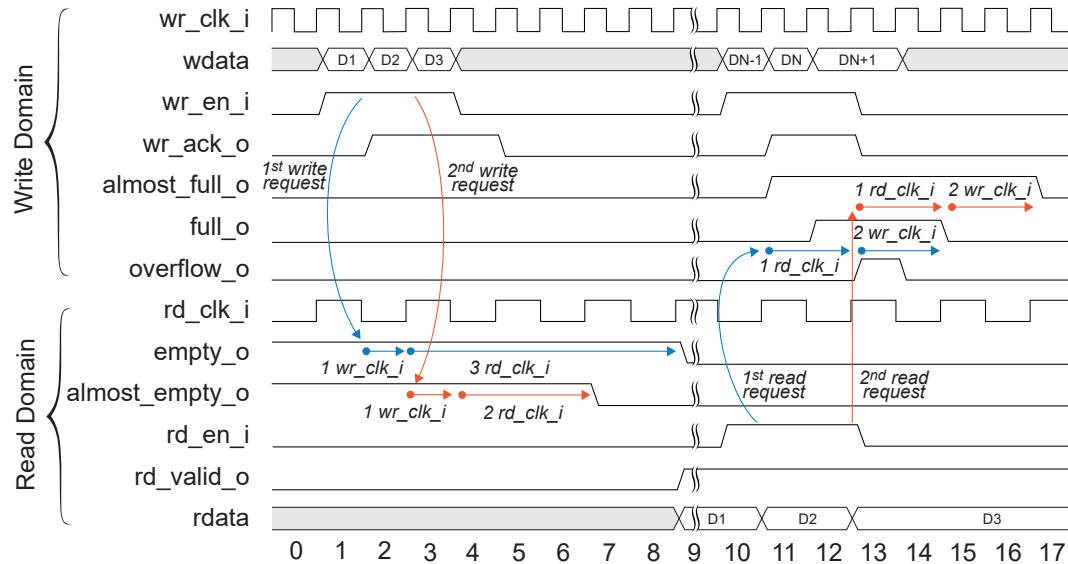 Write Domain
wr_clk_i
wdata D1 D2 D3 DN-1 DN DN+1
wr_en_i
wr_ack_o
1st write request
2nd write request
almost_full_o
1 rd_clk_i 2 wr_clk_i
full_o
2 wr_clk_i
1 rd_clk_i
overflow_o
Read Domain
rd_clk_i
empty_o
1 wr_clk_i 3 rd_clk_i
almost_empty_o
1 wr_clk_i 2 rd_clk_i
1st read request
2nd read request
rd_en_i
rd_valid_o
rdata D1 D2 D3
0 1 2 3 4 5 6 7 8 9 10 11 12 13 14 15 16 17